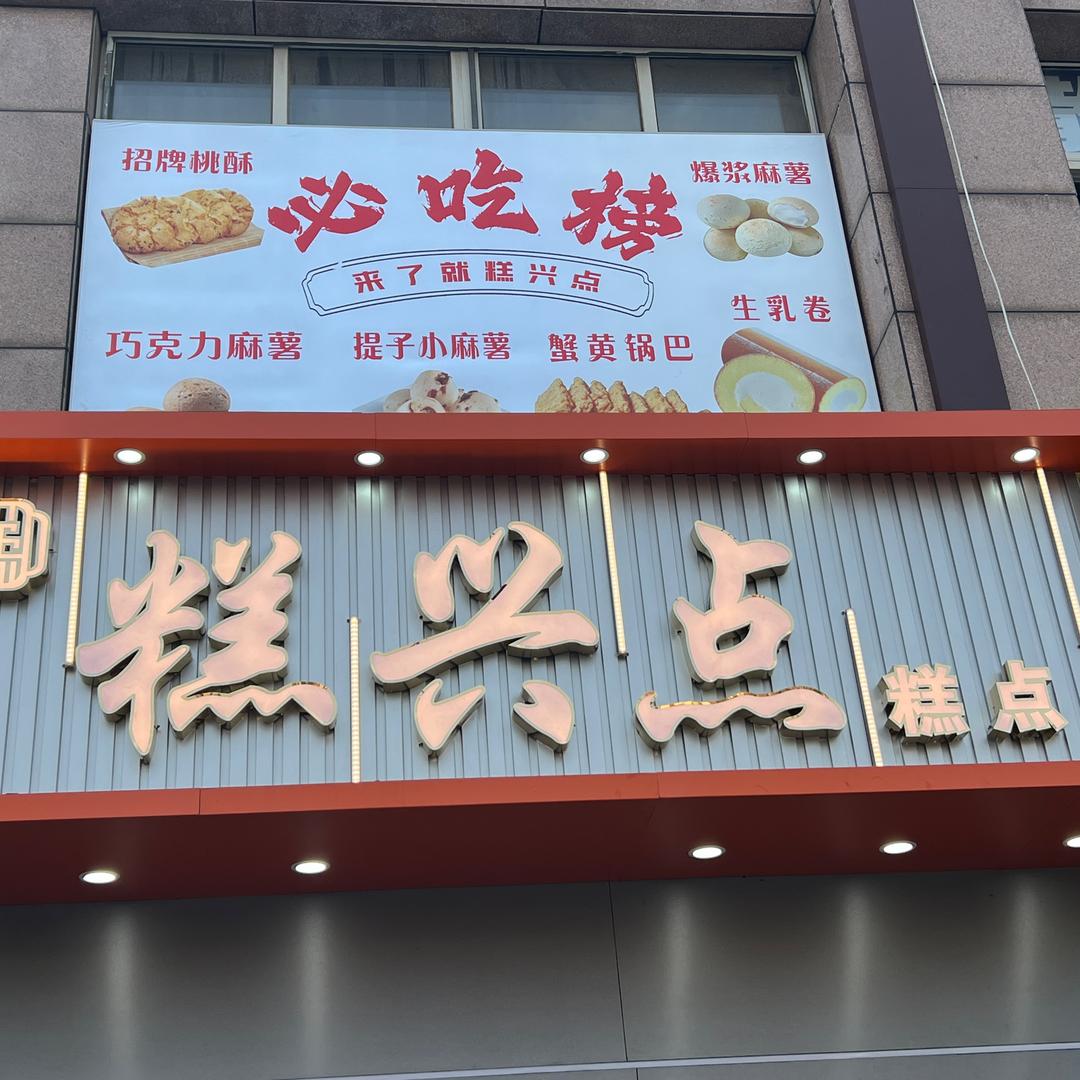 招牌桃酥
必吃榜
爆浆麻薯
来了就糕兴点
生乳卷
巧克力麻薯
提子小麻薯
蟹黄锅巴
糕兴点
糕点